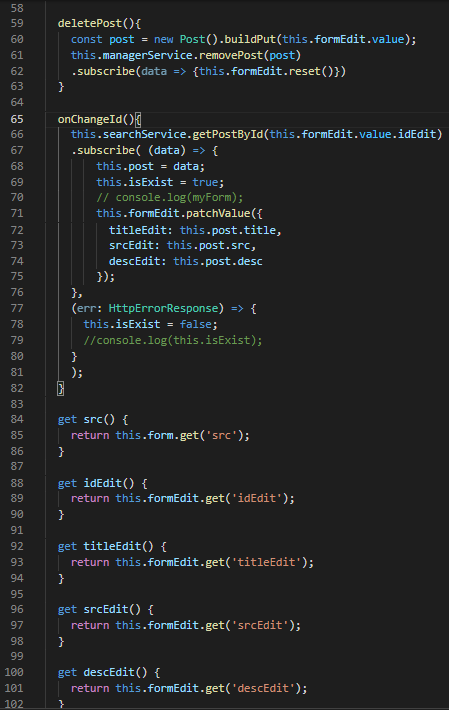 58
59 deletePost(){
60 const post = new Post().buildPut(this.formEdit.value);
61 this.managerService.removePost(post)
62 .subscribe(data => {this.formEdit.reset()})
63 }
64
65 onChangeId(){
66 this.searchService.getPostById(this.formEdit.value.idEdit)
67 .subscribe( (data) => {
68 this.post = data;
69 this.isExist = true;
70 // console.log(myForm);
71 this.formEdit.patchValue({
72 titleEdit: this.post.title,
73 srcEdit: this.post.src,
74 descEdit: this.post.desc
75 });
76 },
77 (err: HttpErrorResponse) => {
78 this.isExist = false;
79 //console.log(this.isExist);
80 }
81 );
82 }
83
84 get src() {
85 return this.form.get('src');
86 }
87
88 get idEdit() {
89 return this.formEdit.get('idEdit');
90 }
91
92 get titleEdit() {
93 return this.formEdit.get('titleEdit');
94 }
95
96 get srcEdit() {
97 return this.formEdit.get('srcEdit');
98 }
99
100 get descEdit() {
101 return this.formEdit.get('descEdit');
102 }